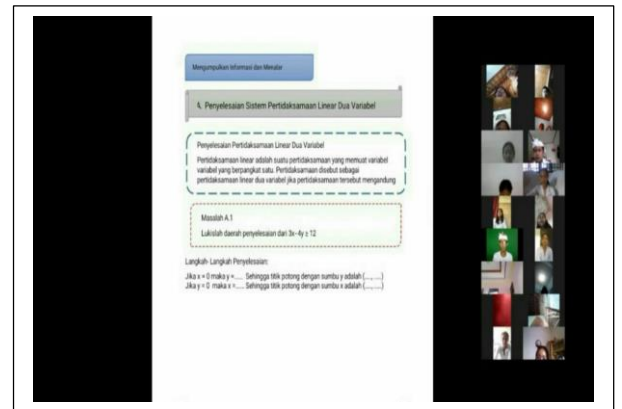 Mengumpulkan Informasi dan Menalar
A. Penyelesaian Sistem Pertidaksamaan Linear Dua Variabel
Penyelesaian Pertidaksamaan Linear Dua Variabel
Pertidaksamaan linear adalah suatu pertidaksamaan yang memuat variabel
variabel yang berpangkat satu. Pertidaksamaan disebut sebagai
pertidaksamaan linear dua variabel jika pertidaksamaan tersebut mengandung
Masalah A.1
Lukislah daerah penyelesaian dari 3x-4y ≥ 12
Langkah- Langkah Penyelesaian:
Jika x = 0 maka y =..... Sehingga titik potong dengan sumbu y adalah (....., .....)
Jika y = 0 maka x =..... Sehingga titik potong dengan sumbu x adalah (....., .....)